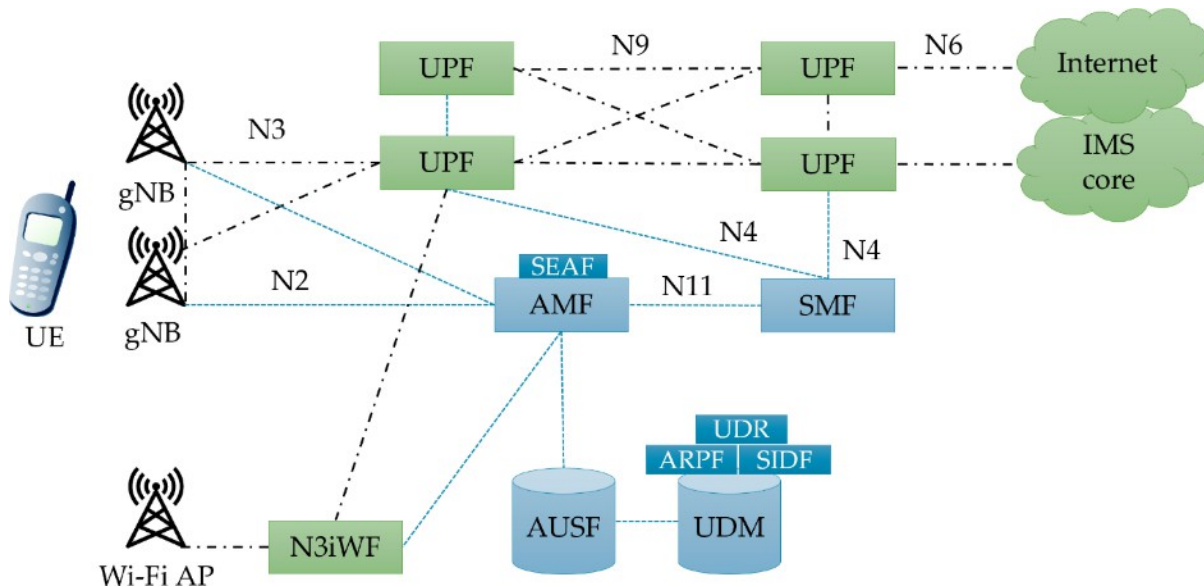 N9
N6
UPF
UPF
Internet
N3
UPF
UPF
IMS
core
gNB
N4
N4
SEAF
N2
AMF
N11
SMF
UE
gNB
UDR
ARPF
SIDF
AUSF
UDM
N3iWF
Wi-Fi AP